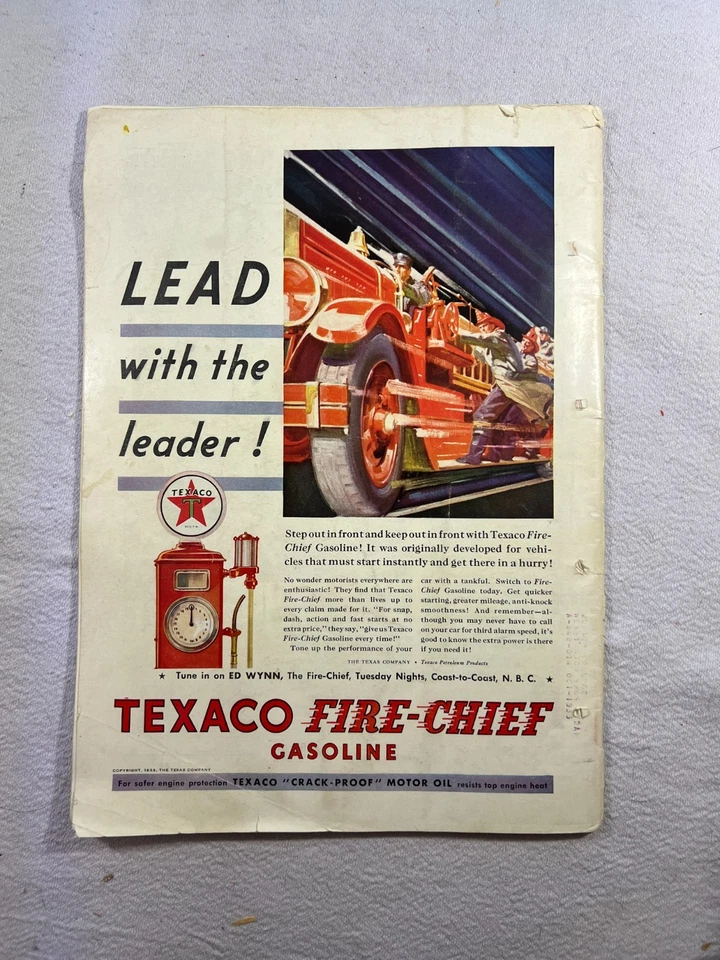 LEAD
with the
leader!
TEXACO
T
Step out in front and keep out in front with Texaco Fire-
Chief Gasoline! It was originally developed for vehi-
cles that must start instantly and get there in a hurry!
No wonder motorists everywhere are
enthusiastic! They find that Texaco
Fire-Chief more than lives up to
every claim made for it. "For snap,
dash, action and fast starts at no
extra price," they say, "give us Texaco
Fire-Chief Gasoline every time!"
Tone up the performance of your
car with a tankful. Switch to Fire-
Chief Gasoline today. Get quicker
starting, greater mileage, anti-knock
smoothness! And remember—al-
though you may never have to call
on your car for third alarm speed, it's
good to know the extra power is there
if you need it!
THE TEXAS COMPANY • Texaco Petroleum Products
★ Tune in on ED WYNN, The Fire-Chief, Tuesday Nights, Coast-to-Coast, N. B. C. ★
TEXACO FIRE-CHIEF
GASOLINE
COPYRIGHT, 1933, THE TEXAS COMPANY
For safer engine protection TEXACO "CRACK-PROOF" MOTOR OIL resists top engine heat